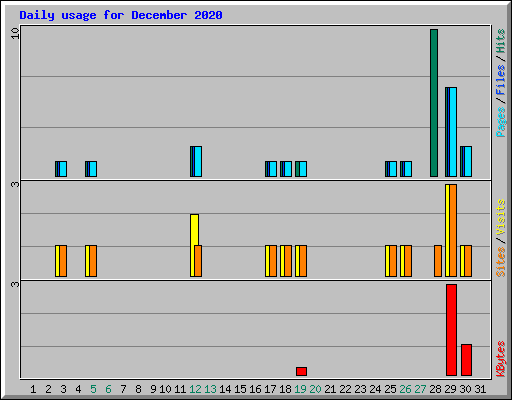 Daily usage for December 2020
10
3
3
Pages/Files/Hits
Sites/Visits
KBytes
1 2 3 4 5 6 7 8 9 10 11 12 13 14 15 16 17 18 19 20 21 22 23 24 25 26 27 28 29 30 31